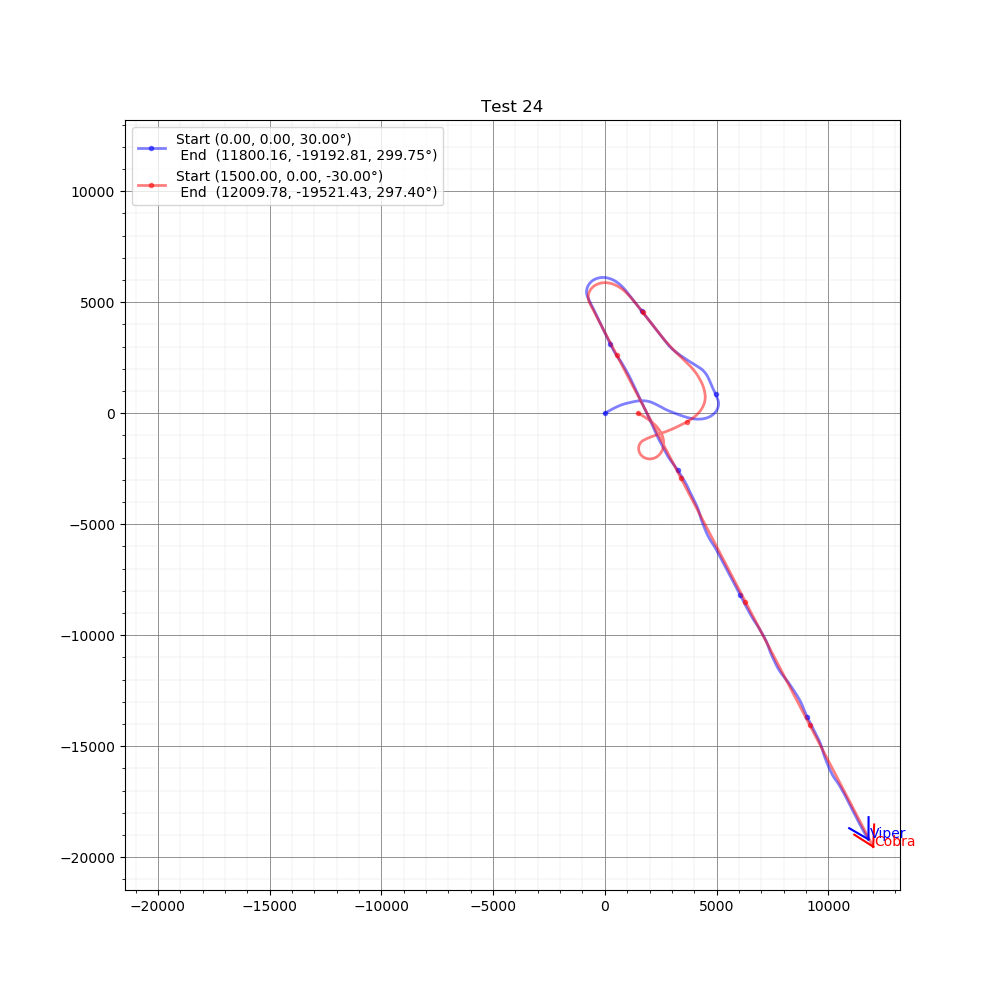 Test 24
Start (0.00, 0.00, 30.00°)
End (11800.16, -19192.81, 299.75°)
Start (1500.00, 0.00, -30.00°)
End (12009.78, -19521.43, 297.40°)
10000
5000
0
−5000
−10000
−15000
−20000
Viper
Cobra
−20000 −15000 −10000 −5000 0 5000 10000